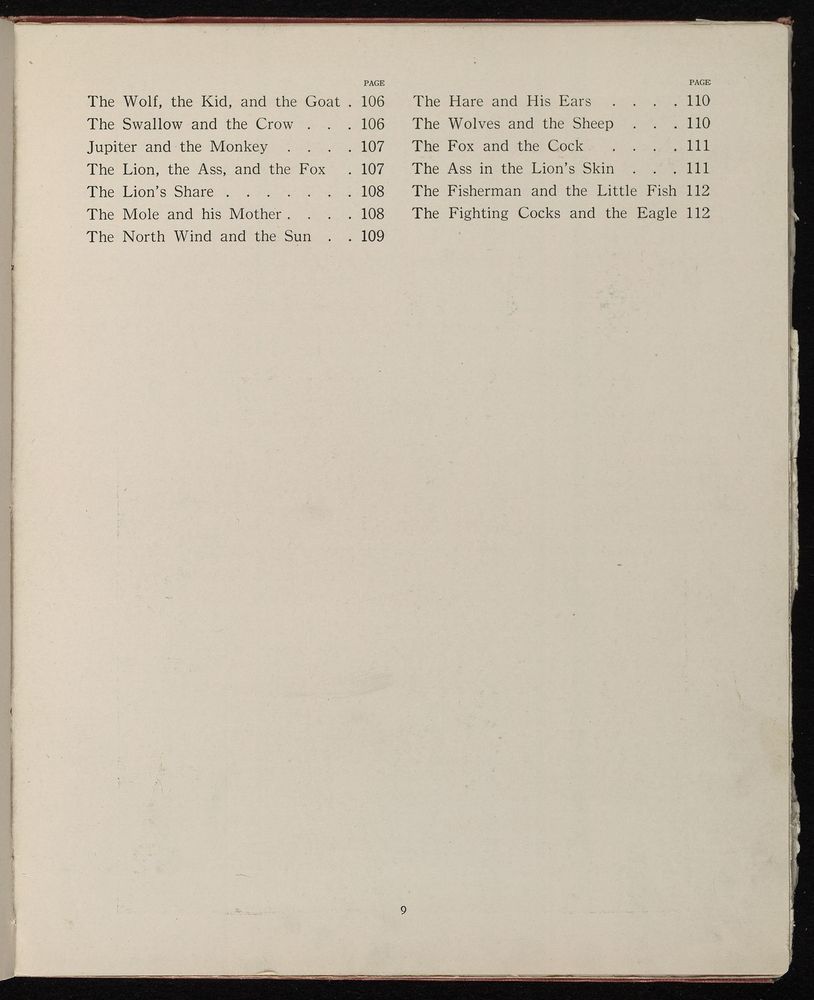 PAGE
The Wolf, the Kid, and the Goat . 106
The Swallow and the Crow . . . 106
Jupiter and the Monkey . . . . 107
The Lion, the Ass, and the Fox . 107
The Lion's Share . . . . . . . 108
The Mole and his Mother . . . . 108
The North Wind and the Sun . . 109
PAGE
The Hare and His Ears . . . . 110
The Wolves and the Sheep . . . 110
The Fox and the Cock . . . . 111
The Ass in the Lion's Skin . . . 111
The Fisherman and the Little Fish 112
The Fighting Cocks and the Eagle 112
9